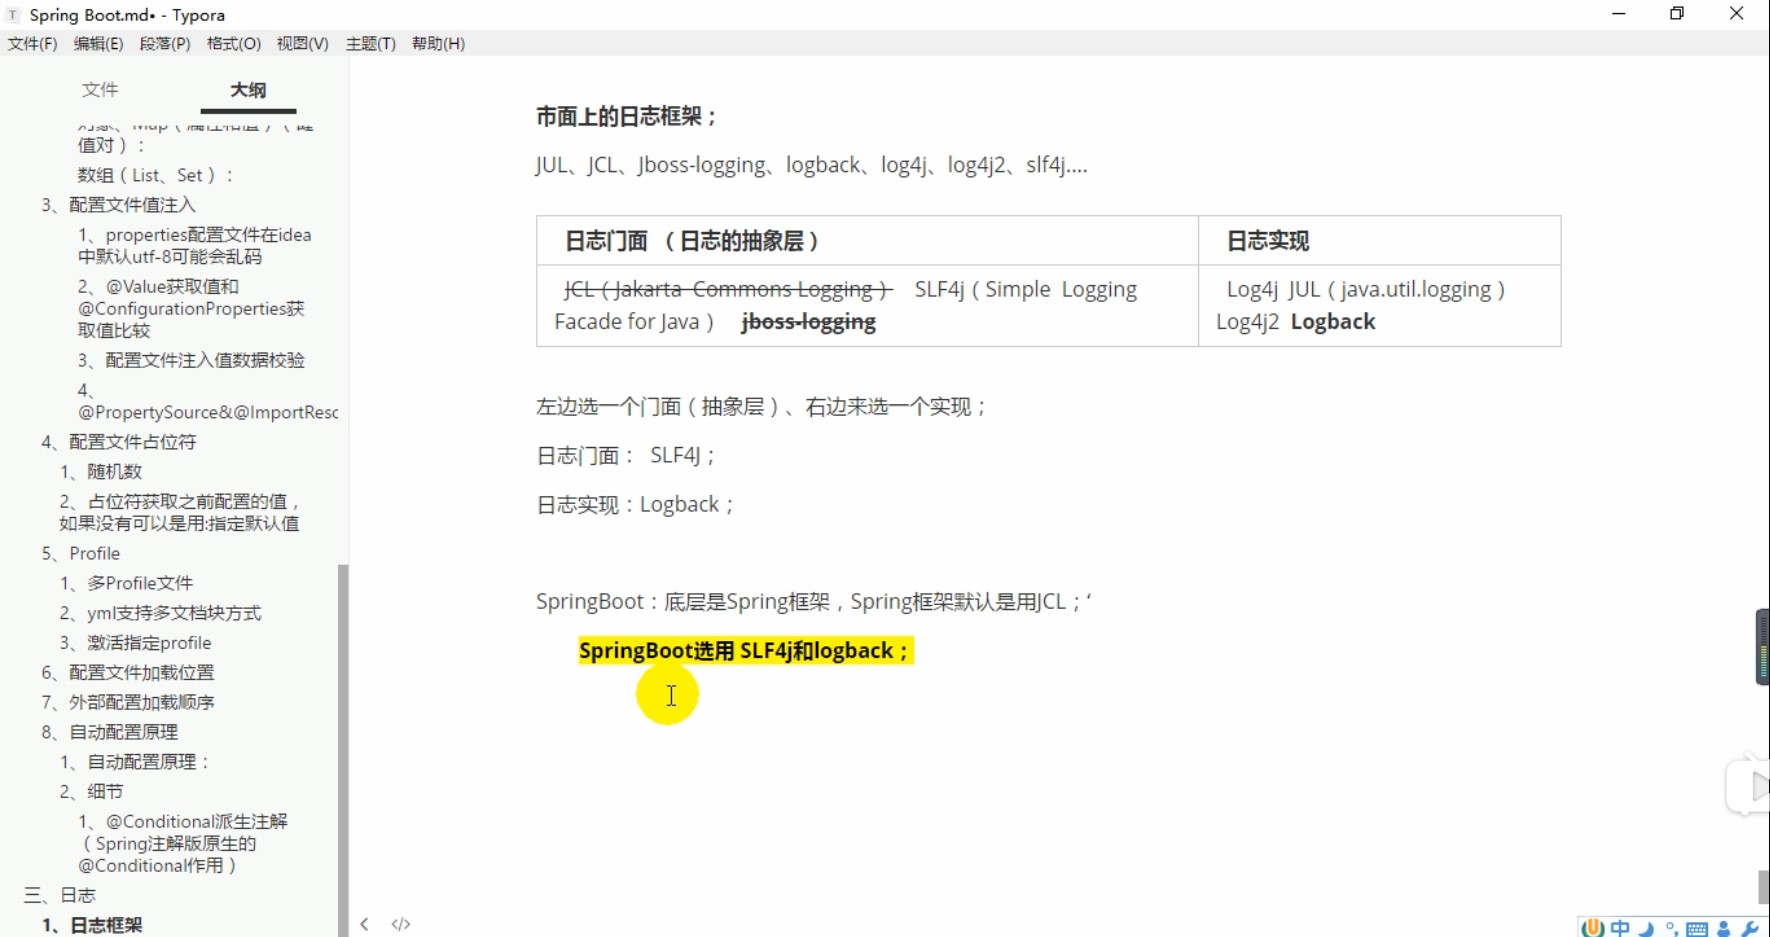 Spring Boot.md• - Typora
文件(F) 编辑(E) 段落(P) 格式(O) 视图(V) 主题(T) 帮助(H)
文件 大纲
对象、Map（属性和值）（键
值对）：
数组（List、Set）：
3、配置文件值注入
1、properties配置文件在idea
中默认utf-8可能会乱码
2、@Value获取值和
@ConfigurationProperties获
取值比较
3、配置文件注入值数据校验
4、
@PropertySource&@ImportResc
4、配置文件占位符
1、随机数
2、占位符获取之前配置的值，
如果没有可以是用:指定默认值
5、Profile
1、多Profile文件
2、yml支持多文档块方式
3、激活指定profile
6、配置文件加载位置
7、外部配置加载顺序
8、自动配置原理
1、自动配置原理：
2、细节
1、@Conditional派生注解
（Spring注解版原生的
@Conditional作用）
三、日志
1、日志框架
市面上的日志框架；
JUL、JCL、Jboss-logging、logback、log4j、log4j2、slf4j....
日志门面 （日志的抽象层） 日志实现
JCL（Jakarta Commons Logging） SLF4j（Simple Logging
Facade for Java） jboss-logging
Log4j JUL（java.util.logging）
Log4j2 Logback
左边选一个门面（抽象层）、右边来选一个实现；
日志门面： SLF4J；
日志实现：Logback；
SpringBoot：底层是Spring框架，Spring框架默认是用JCL；‘
SpringBoot选用 SLF4j和logback；
中